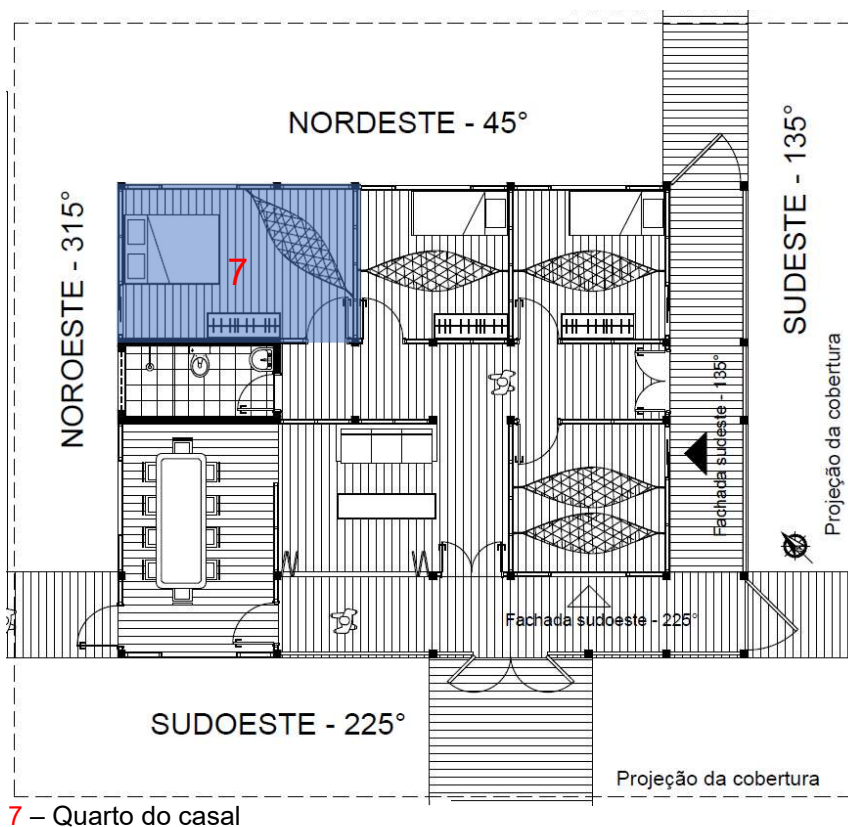 NORDESTE - 45°
SUDESTE - 135°
NOROESTE - 315°
7
Fachada sudeste - 135°
Projeção da cobertura
Fachada sudoeste - 225°
SUDOESTE - 225°
Projeção da cobertura
7 – Quarto do casal